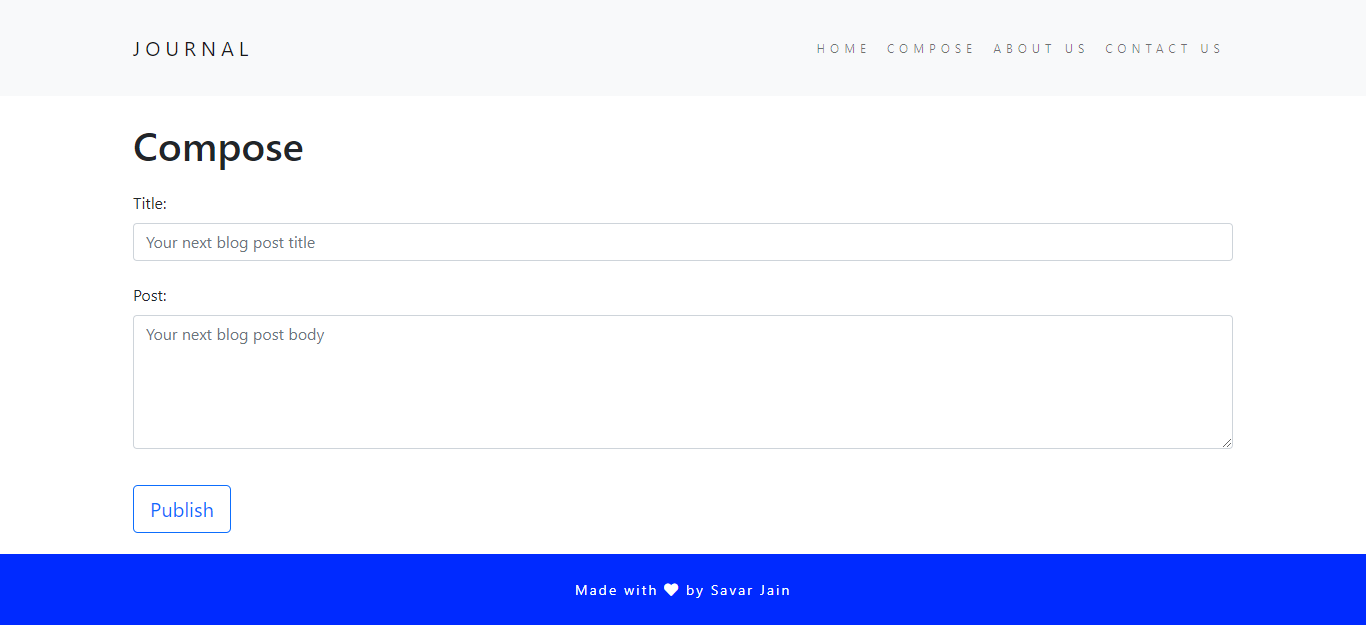 JOURNAL
HOME COMPOSE ABOUT US CONTACT US
Compose
Title:
Your next blog post title
Post:
Your next blog post body
Publish
Made with ♥ by Savar Jain